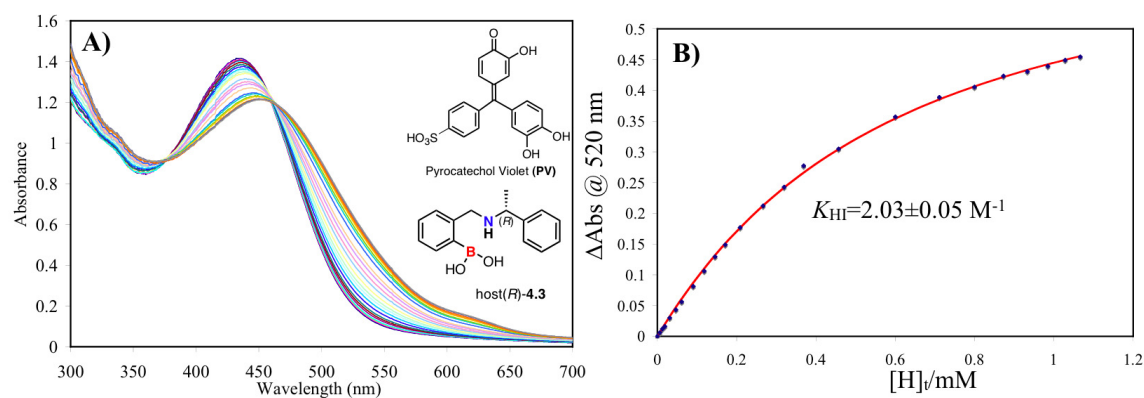 A)
1.6
1.4
1.2
1
0.8
0.6
0.4
0.2
0
Absorbance
300 350 400 450 500 550 600 650 700
Wavelength (nm)
O
OH
HO₃S
OH
HO
Pyrocatechol Violet (PV)
N
H
(R)
B
HO
OH
host(R)-4.3
B)
0.5
0.45
0.4
0.35
0.3
0.25
0.2
0.15
0.1
0.05
0
ΔAbs @ 520 nm
K_HI=2.03±0.05 M⁻¹
0 0.2 0.4 0.6 0.8 1 1.2
[H]ₜ/mM